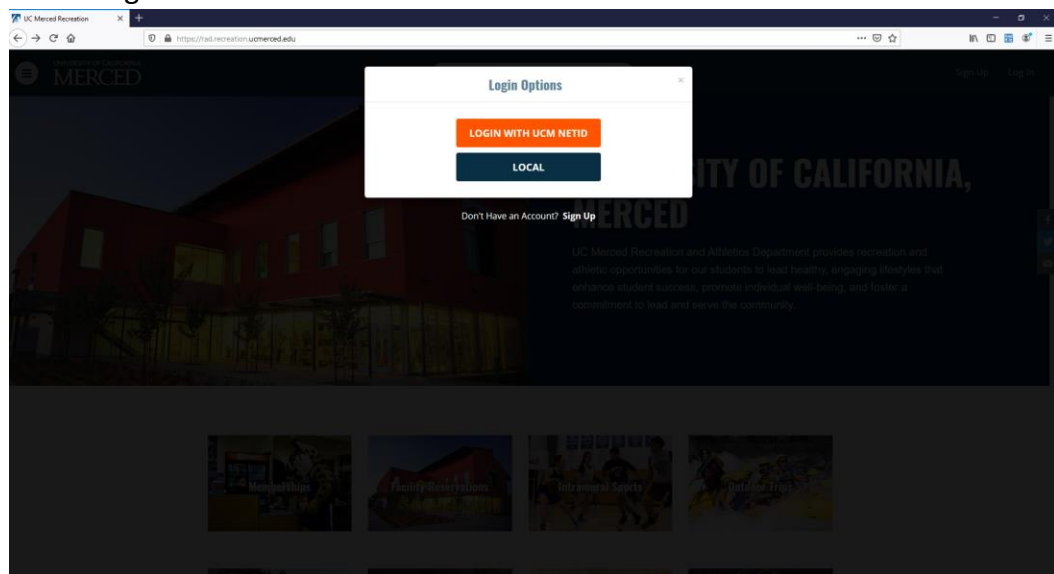 UC Merced Recreation
https://rad.recreation.ucmerced.edu
UNIVERSITY OF CALIFORNIA
MERCED
Sign Up Log In
Login Options
LOGIN WITH UCM NETID
LOCAL
Don't Have an Account? Sign Up
ITY OF CALIFORNIA,
MERCED
UC Merced Recreation and Athletics Department provides recreation and
athletic opportunities for our students to lead healthy, engaging lifestyles that
enhance student success, promote individual well-being, and foster a
commitment to lead and serve the community.
Memberships
Facility Reservations
Intramural Sports
Outdoor Trips